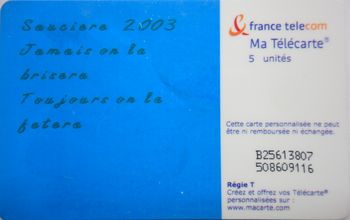 Sauciere 2003
Jamais on la
brisera
Toujours on la
fetera
france telecom
Ma Télécarte®
5 unités
Cette carte personnalisée ne peut
être ni remboursée ni échangée.
B25613807
508609116
Régie T
Créez et offrez vos Télécarte®
personnalisées sur :
www.macarte.com